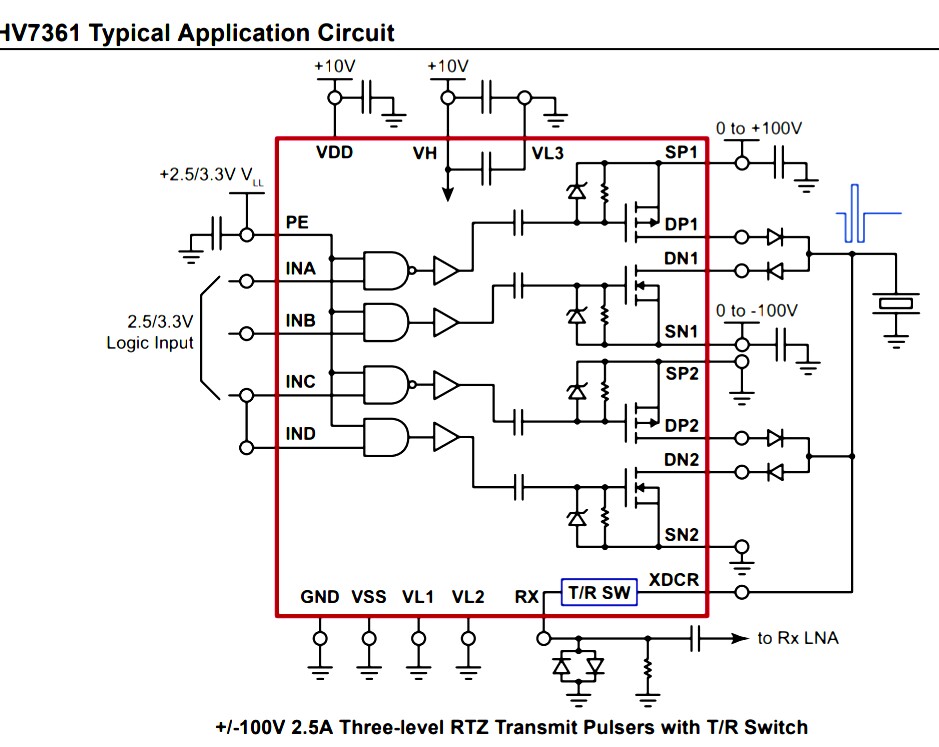 HV7361 Typical Application Circuit
+10V
+10V
0 to +100V
VDD
VH
VL3
SP1
+2.5/3.3V VLL
PE
DP1
INA
DN1
2.5/3.3V
Logic Input
INB
0 to -100V
SN1
INC
SP2
IND
DP2
DN2
SN2
XDCR
GND
VSS
VL1
VL2
RX
T/R SW
to Rx LNA
+/-100V 2.5A Three-level RTZ Transmit Pulsers with T/R Switch